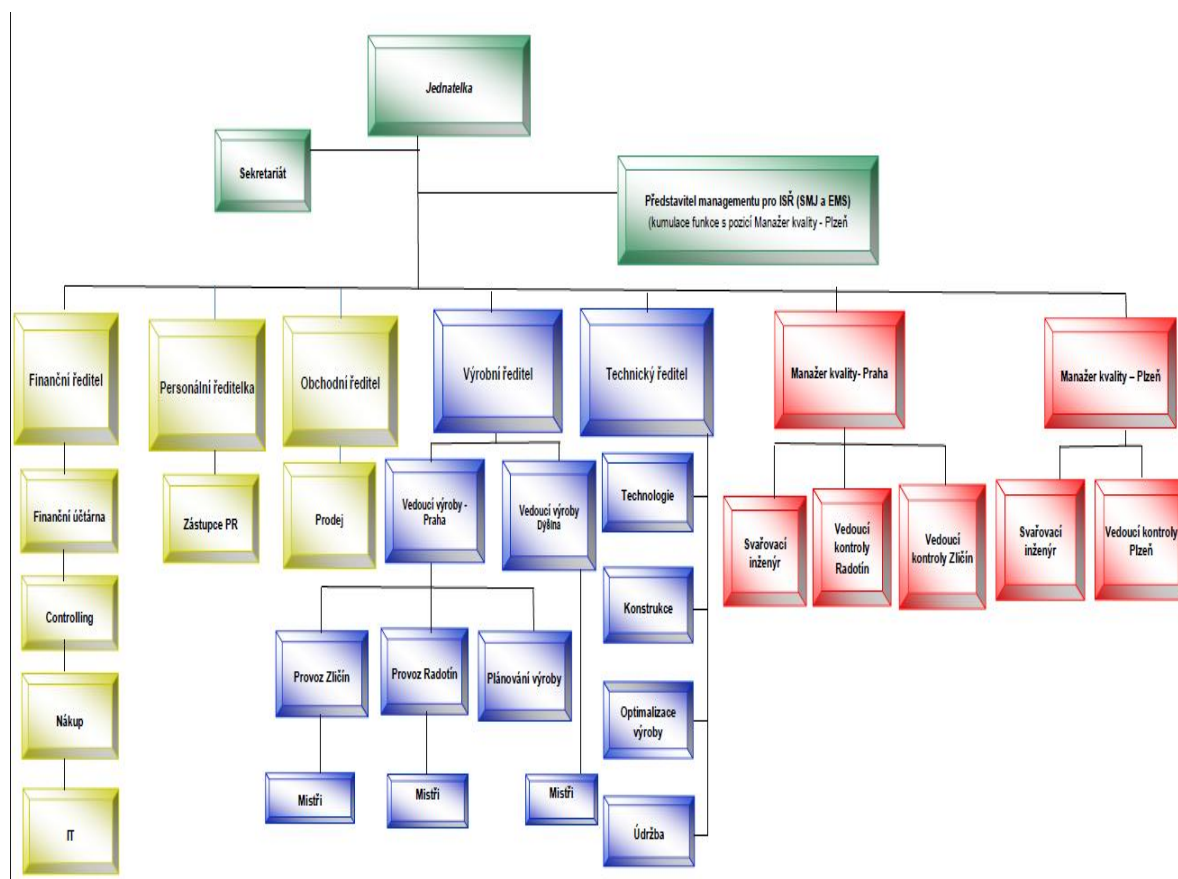 Jednatelka
Sekretariát
Představitel managementu pro ISŘ (SMJ a EMS)
(kumulace funkce s pozicí Manažer kvality - Plzeň
Finanční ředitel
Personální ředitelka
Obchodní ředitel
Výrobní ředitel
Technický ředitel
Manažer kvality- Praha
Manažer kvality – Plzeň
Finanční účtárna
Zástupce PR
Prodej
Vedoucí výroby -
Praha
Vedoucí výroby
Dýšina
Technologie
Svařovací
inženýr
Vedoucí
kontroly
Radotín
Vedoucí
kontroly Zličín
Svařovací
inženýr
Vedoucí kontroly
Plzeň
Controlling
Konstrukce
Provoz Zličín
Provoz Radotín
Plánování výroby
Nákup
Optimalizace
výroby
Mistři
Mistři
Mistři
IT
Údržba